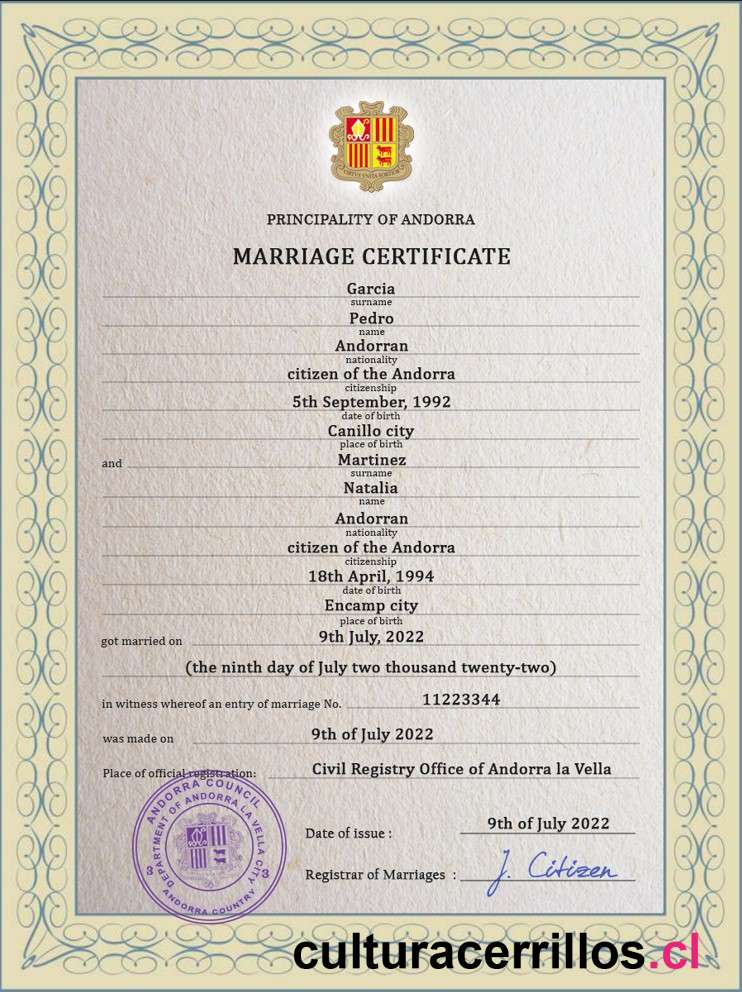 VIRTUS UNITA FORTIOR
PRINCIPALITY OF ANDORRA
MARRIAGE CERTIFICATE
Garcia
surname
Pedro
name
Andorran
nationality
citizen of the Andorra
citizenship
5th September, 1992
date of birth
Canillo city
place of birth
and Martinez
surname
Natalia
name
Andorran
nationality
citizen of the Andorra
citizenship
18th April, 1994
date of birth
Encamp city
place of birth
got married on 9th July, 2022
(the ninth day of July two thousand twenty-two)
in witness whereof an entry of marriage No. 11223344
was made on 9th of July 2022
Place of official registration: Civil Registry Office of Andorra la Vella
ANDORRA COUNCIL
DEPARTMENT OF ANDORRA LA VELLA CITY
3 3
ANDORRA COUNTRY
Date of issue : 9th of July 2022
Registrar of Marriages : J. Citizen
culturacerrillos.cl